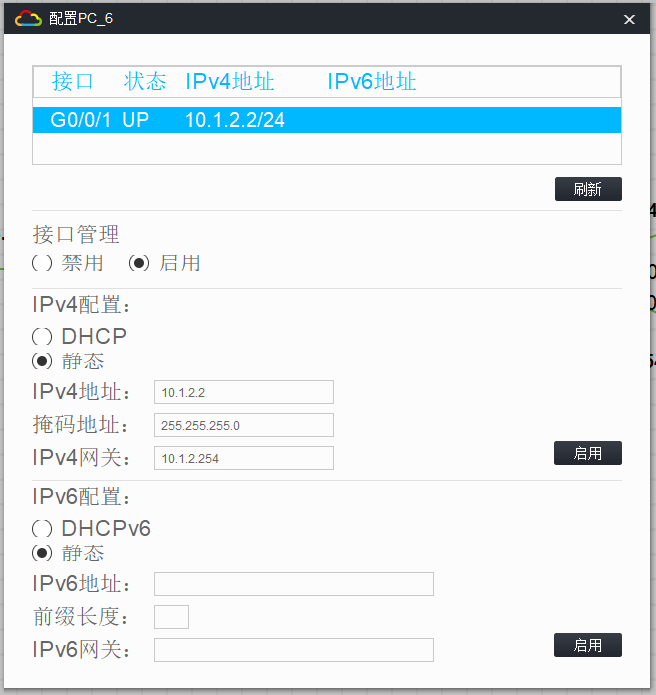 配置PC_6
接口 状态 IPv4地址 IPv6地址
G0/0/1 UP 10.1.2.2/24
刷新
接口管理
禁用 启用
IPv4配置：
DHCP
静态
IPv4地址： 10.1.2.2
掩码地址： 255.255.255.0
IPv4网关： 10.1.2.254 启用
IPv6配置：
DHCPv6
静态
IPv6地址：
前缀长度：
IPv6网关： 启用